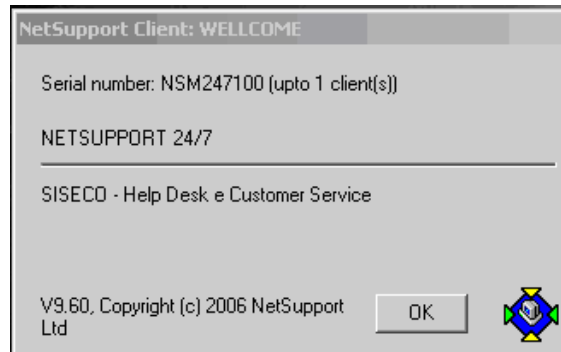 NetSupport Client: WELLCOME
Serial number: NSM247100 (upto 1 client(s))
NETSUPPORT 24/7
SISECO - Help Desk e Customer Service
V9.60, Copyright (c) 2006 NetSupport
Ltd
OK